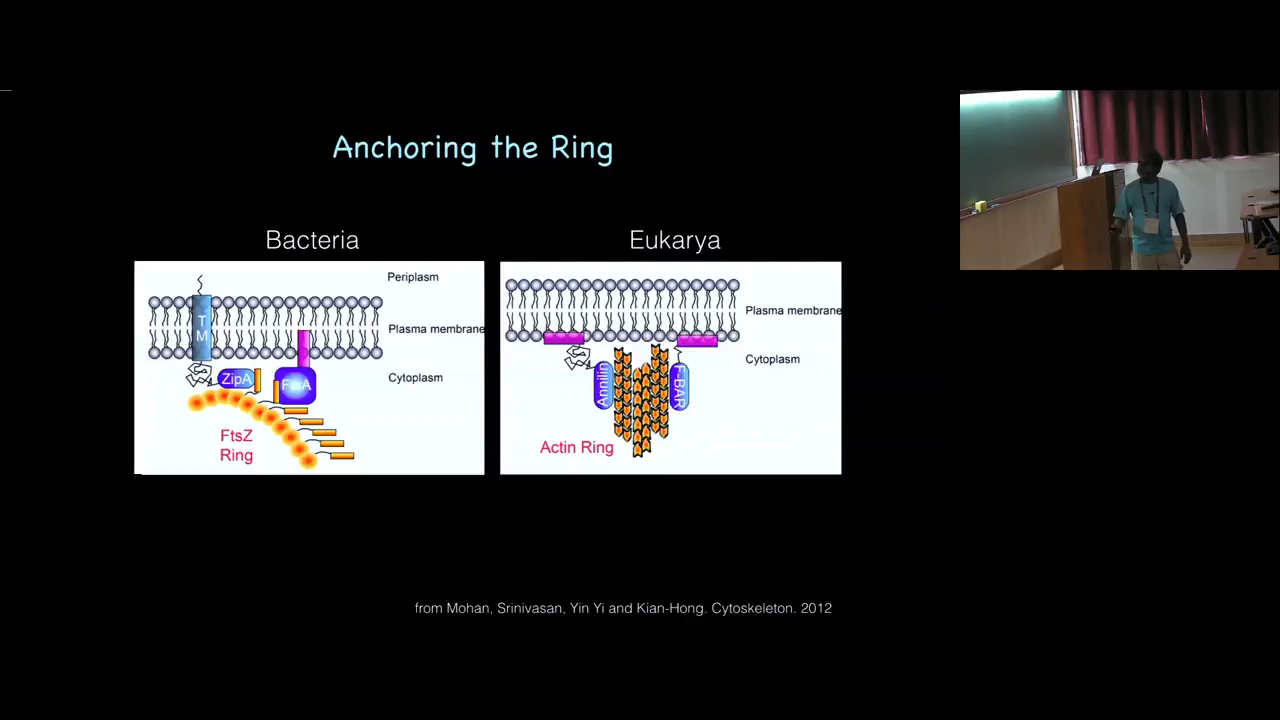 Anchoring the Ring
Bacteria
Eukarya
Periplasm
Plasma membrane
Cytoplasm
TM
ZipA
FtsA
FtsZ
Ring
Plasma membrane
Cytoplasm
Annilin
F-BAR
Actin Ring
from Mohan, Srinivasan, Yin Yi and Kian-Hong. Cytoskeleton. 2012